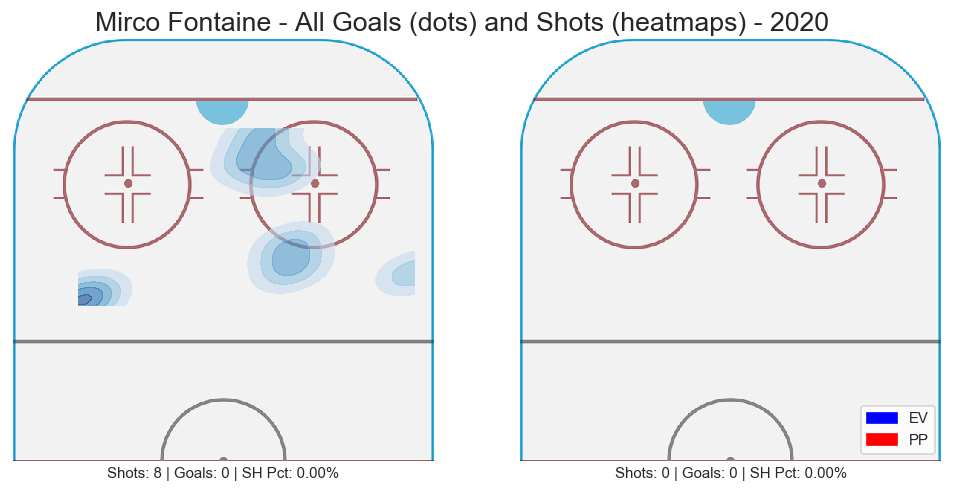 Mirco Fontaine - All Goals (dots) and Shots (heatmaps) - 2020
EV
PP
Shots: 8 | Goals: 0 | SH Pct: 0.00%
Shots: 0 | Goals: 0 | SH Pct: 0.00%